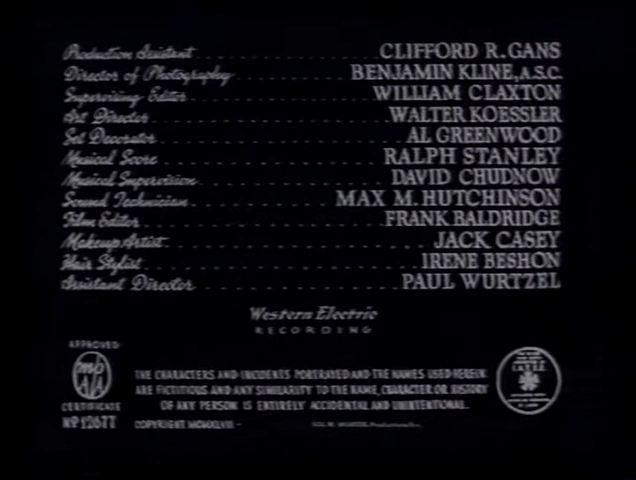 Production Assistant CLIFFORD R. GANS
Director of Photography BENJAMIN KLINE, A.S.C.
Supervising Editor WILLIAM CLAXTON
Art Director WALTER KOESSLER
Set Decorator AL GREENWOOD
Musical Score RALPH STANLEY
Musical Supervision DAVID CHUDNOW
Sound Technician MAX M. HUTCHINSON
Film Editor FRANK BALDRIDGE
Makeup Artist JACK CASEY
Hair Stylist IRENE BESHON
Assistant Director PAUL WURTZEL
Western Electric
RECORDING
APPROVED
MPAA
CERTIFICATE
No 12677
THE CHARACTERS AND INCIDENTS PORTRAYED AND THE NAMES USED HEREIN
ARE FICTITIOUS AND ANY SIMILARITY TO THE NAME, CHARACTER OR HISTORY
OF ANY PERSON IS ENTIRELY ACCIDENTAL AND UNINTENTIONAL.
COPYRIGHT MCMXLVII – SOL M. WURTZEL Productions Inc.
I.A.T.S.E.